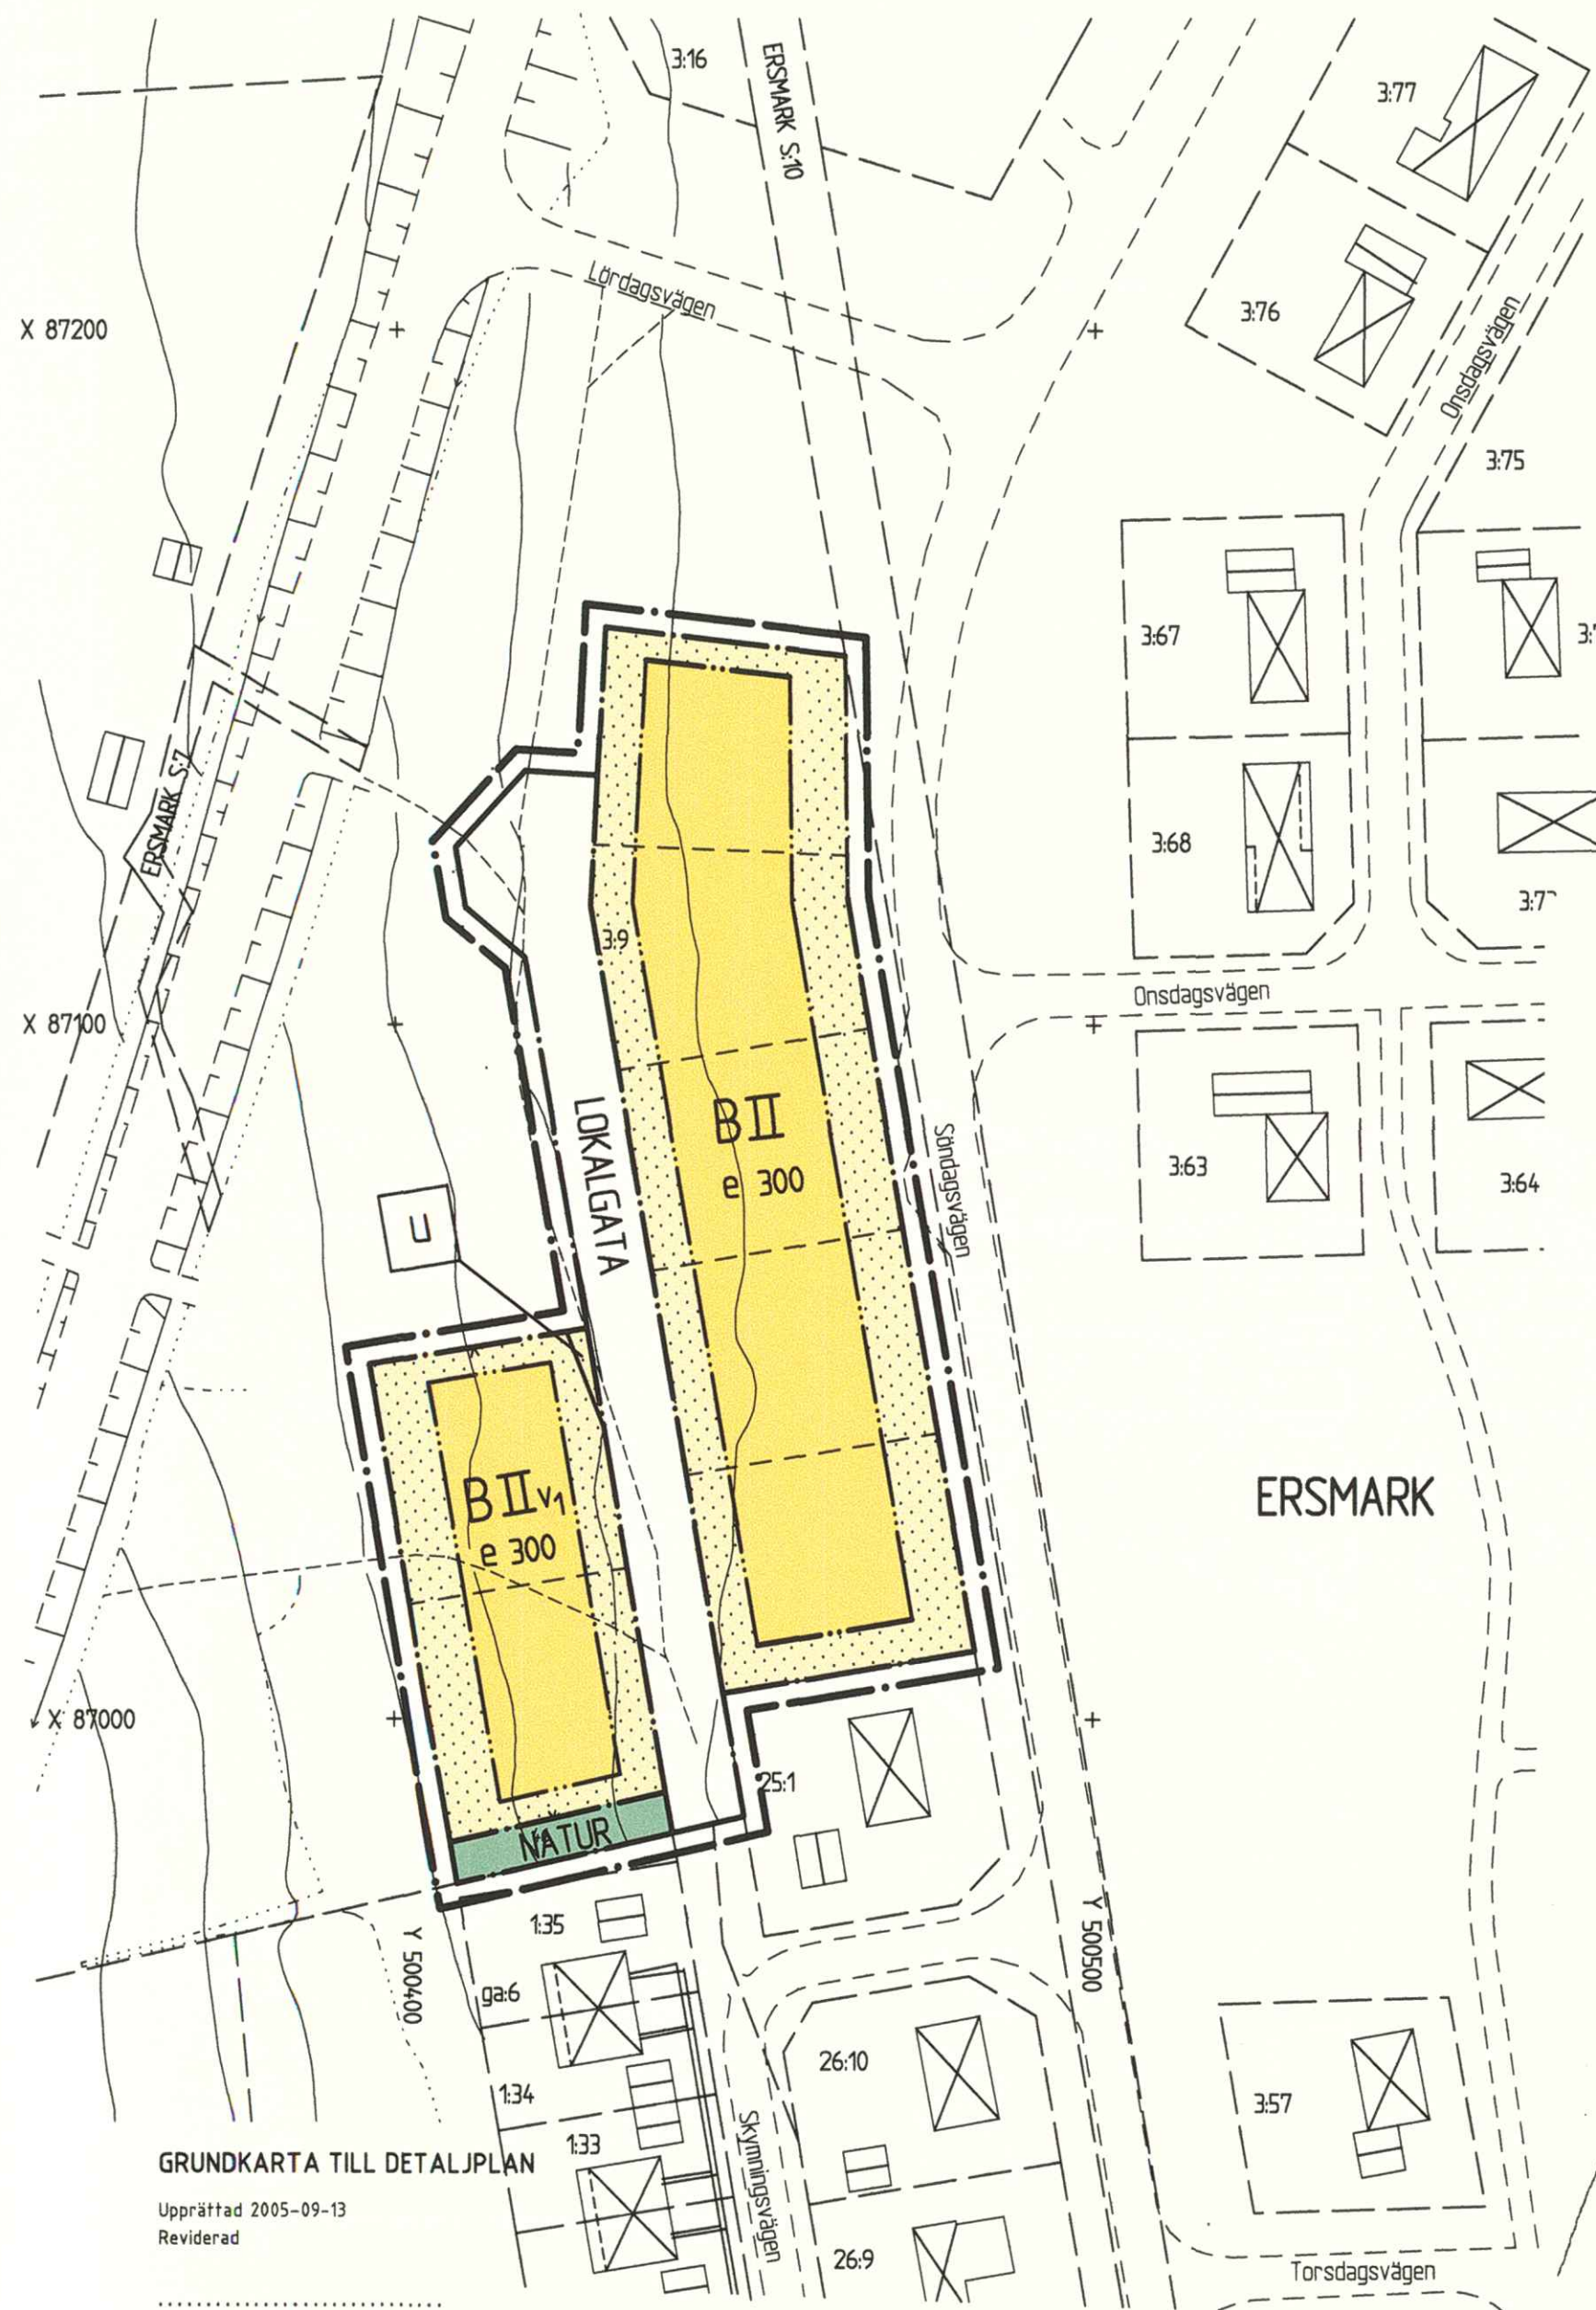 3:16
ERSMARK S:10
3:77
Lördagsvägen
X 87200
3:76
Onsdagsvägen
3:75
3:67
ERSMARK S:7
3:68
3:9
Onsdagsvägen
X 87100
LOKALGATA
BII
e 300
Söndagsvägen
3:63
3:64
U
BIIv1
e 300
ERSMARK
X 87000
25:1
NATUR
1:35
Y 500400
Y 500500
ga:6
26:10
1:34
3:57
1:33
Skymningsvägen
GRUNDKARTA TILL DETALJPLAN
Upprättad 2005-09-13
Reviderad
26:9
Torsdagsvägen